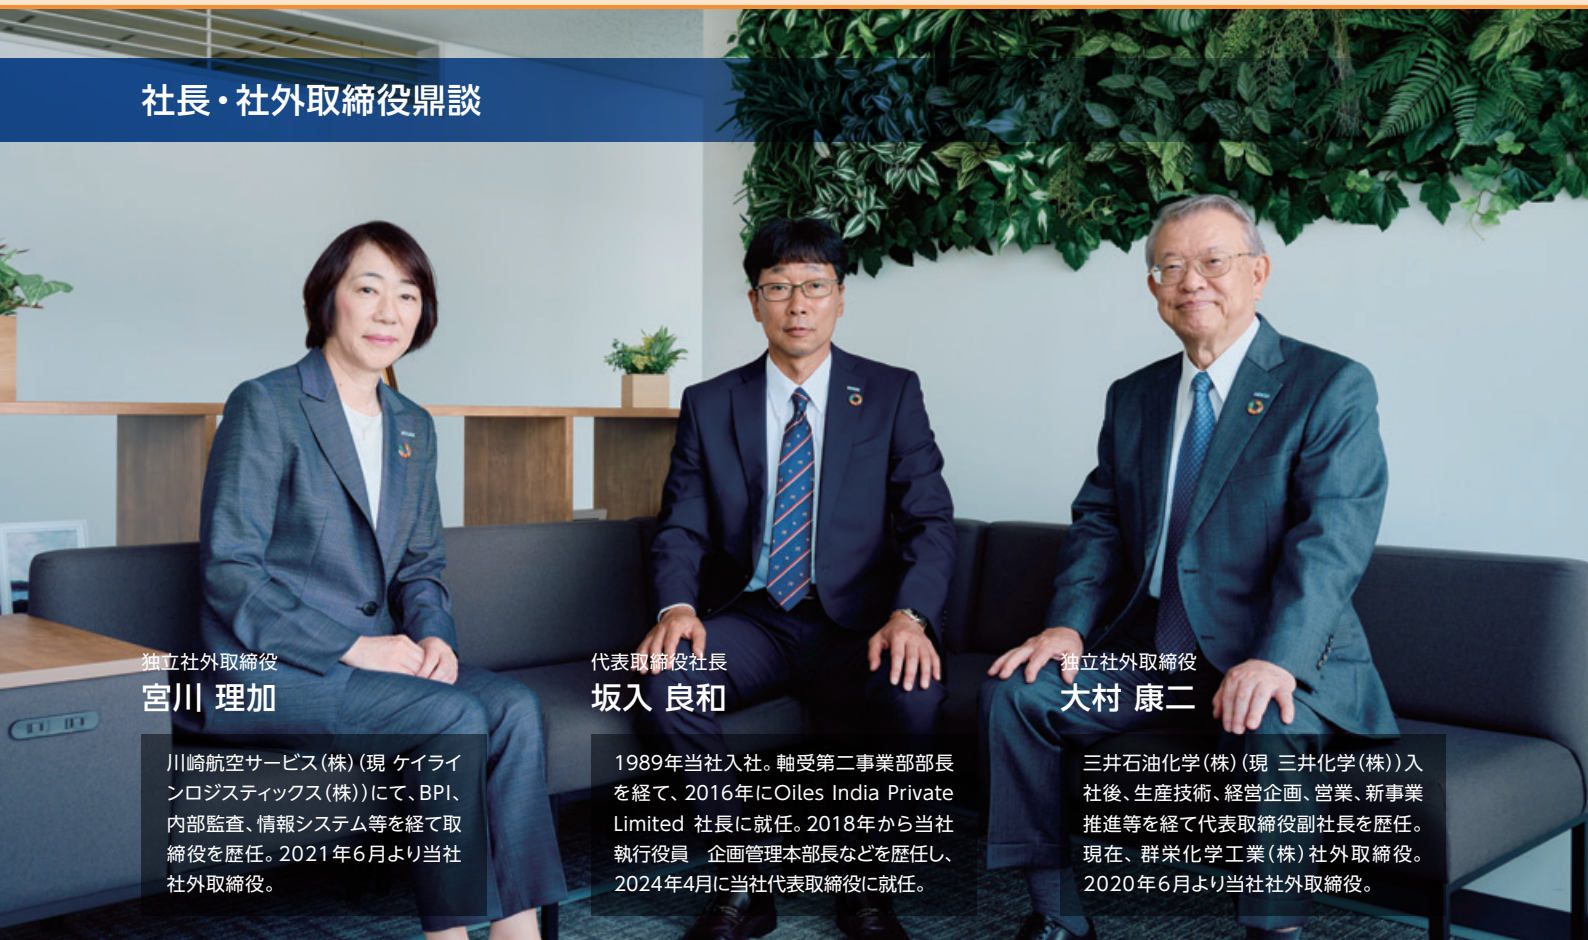 社長・社外取締役鼎談
独立社外取締役
宮川 理加
川崎航空サービス(株)(現 ケイライ
ンロジスティックス(株))にて、BPI、
内部監査、情報システム等を経て取
締役を歴任。2021年6月より当社
社外取締役。
代表取締役社長
坂入 良和
1989年当社入社。軸受第二事業部部長
を経て、2016年にOiles India Private
Limited 社長に就任。2018年から当社
執行役員　企画管理本部長などを歴任し、
2024年4月に当社代表取締役に就任。
独立社外取締役
大村 康二
三井石油化学(株)(現 三井化学(株))入
社後、生産技術、経営企画、営業、新事業
推進等を経て代表取締役副社長を歴任。
現在、群栄化学工業(株)社外取締役。
2020年6月より当社社外取締役。